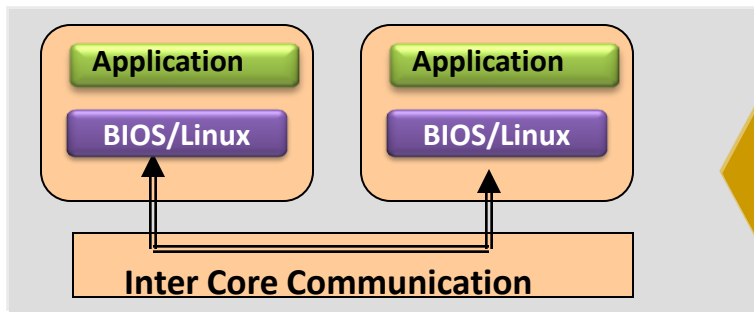 Application
Application
BIOS/Linux
BIOS/Linux
Inter Core Communication